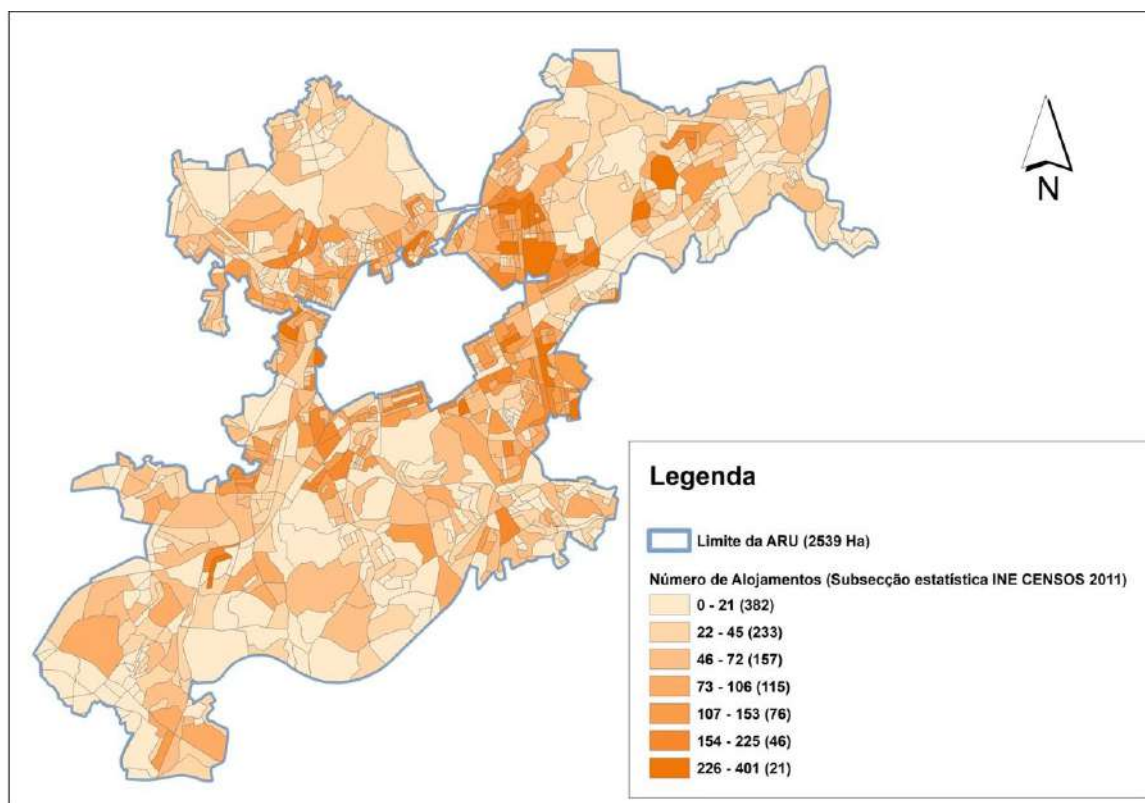 N
Legenda
Limite da ARU (2539 Ha)
Número de Alojamentos (Subsecção estatística INE CENSOS 2011)
0 - 21 (382)
22 - 45 (233)
46 - 72 (157)
73 - 106 (115)
107 - 153 (76)
154 - 225 (46)
226 - 401 (21)